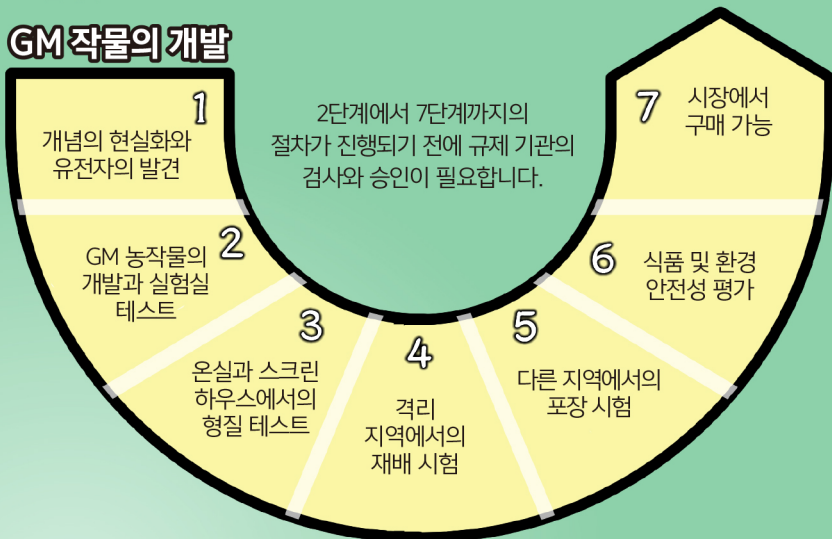 GM 작물의 개발
1
개념의 현실화와
유전자의 발견
2
GM 농작물의
개발과 실험실
테스트
3
온실과 스크린
하우스에서의
형질 테스트
4
격리
지역에서의
재배 시험
5
다른 지역에서의
포장 시험
6
식품 및 환경
안전성 평가
7
시장에서
구매 가능
2단계에서 7단계까지의
절차가 진행되기 전에 규제 기관의
검사와 승인이 필요합니다.